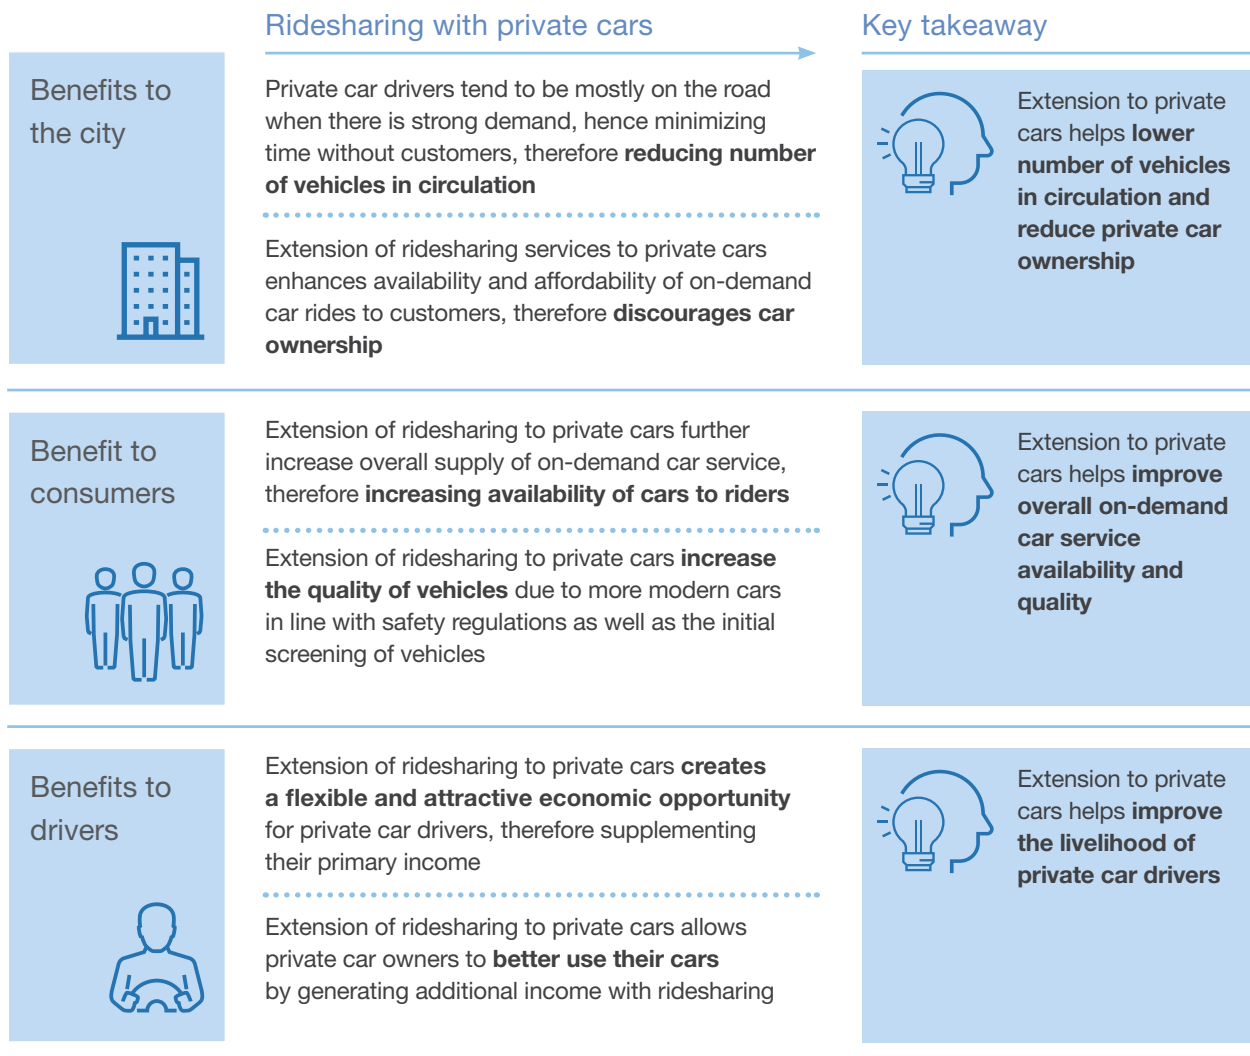 Ridesharing with private cars
Key takeaway
Benefits to
the city
Private car drivers tend to be mostly on the road
when there is strong demand, hence minimizing
time without customers, therefore reducing number
of vehicles in circulation
Extension of ridesharing services to private cars
enhances availability and affordability of on-demand
car rides to customers, therefore discourages car
ownership
Extension to private
cars helps lower
number of vehicles
in circulation and
reduce private car
ownership
Benefit to
consumers
Extension of ridesharing to private cars further
increase overall supply of on-demand car service,
therefore increasing availability of cars to riders
Extension of ridesharing to private cars increase
the quality of vehicles due to more modern cars
in line with safety regulations as well as the initial
screening of vehicles
Extension to private
cars helps improve
overall on-demand
car service
availability and
quality
Benefits to
drivers
Extension of ridesharing to private cars creates
a flexible and attractive economic opportunity
for private car drivers, therefore supplementing
their primary income
Extension of ridesharing to private cars allows
private car owners to better use their cars
by generating additional income with ridesharing
Extension to private
cars helps improve
the livelihood of
private car drivers